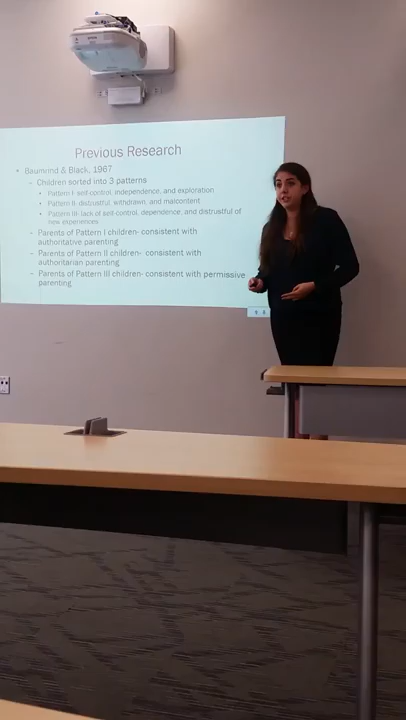 Previous Research
• Baumrind & Black, 1967
– Children sorted into 3 patterns
• Pattern I- self-control, independence, and exploration
• Pattern II- distrustful, withdrawn, and malcontent
• Pattern III- lack of self-control, dependence, and distrustful of
new experiences
– Parents of Pattern I children- consistent with
authoritative parenting
– Parents of Pattern II children- consistent with
authoritarian parenting
– Parents of Pattern III children- consistent with permissive
parenting